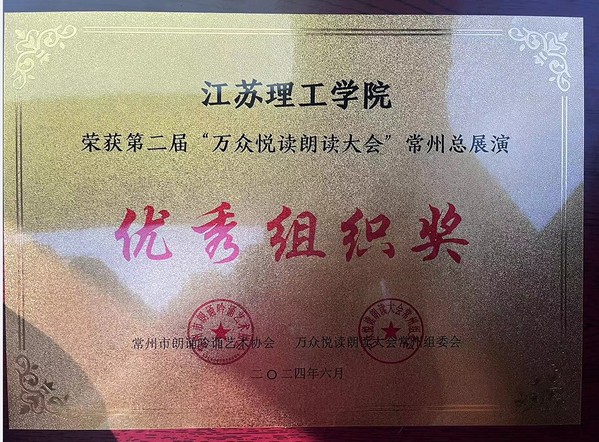 江苏理工学院
荣获第二届“万众悦读朗读大会”常州总展演
优秀组织奖
常州市朗诵吟诵艺术协会 万众悦读朗读大会常州组委会
二〇二四年六月